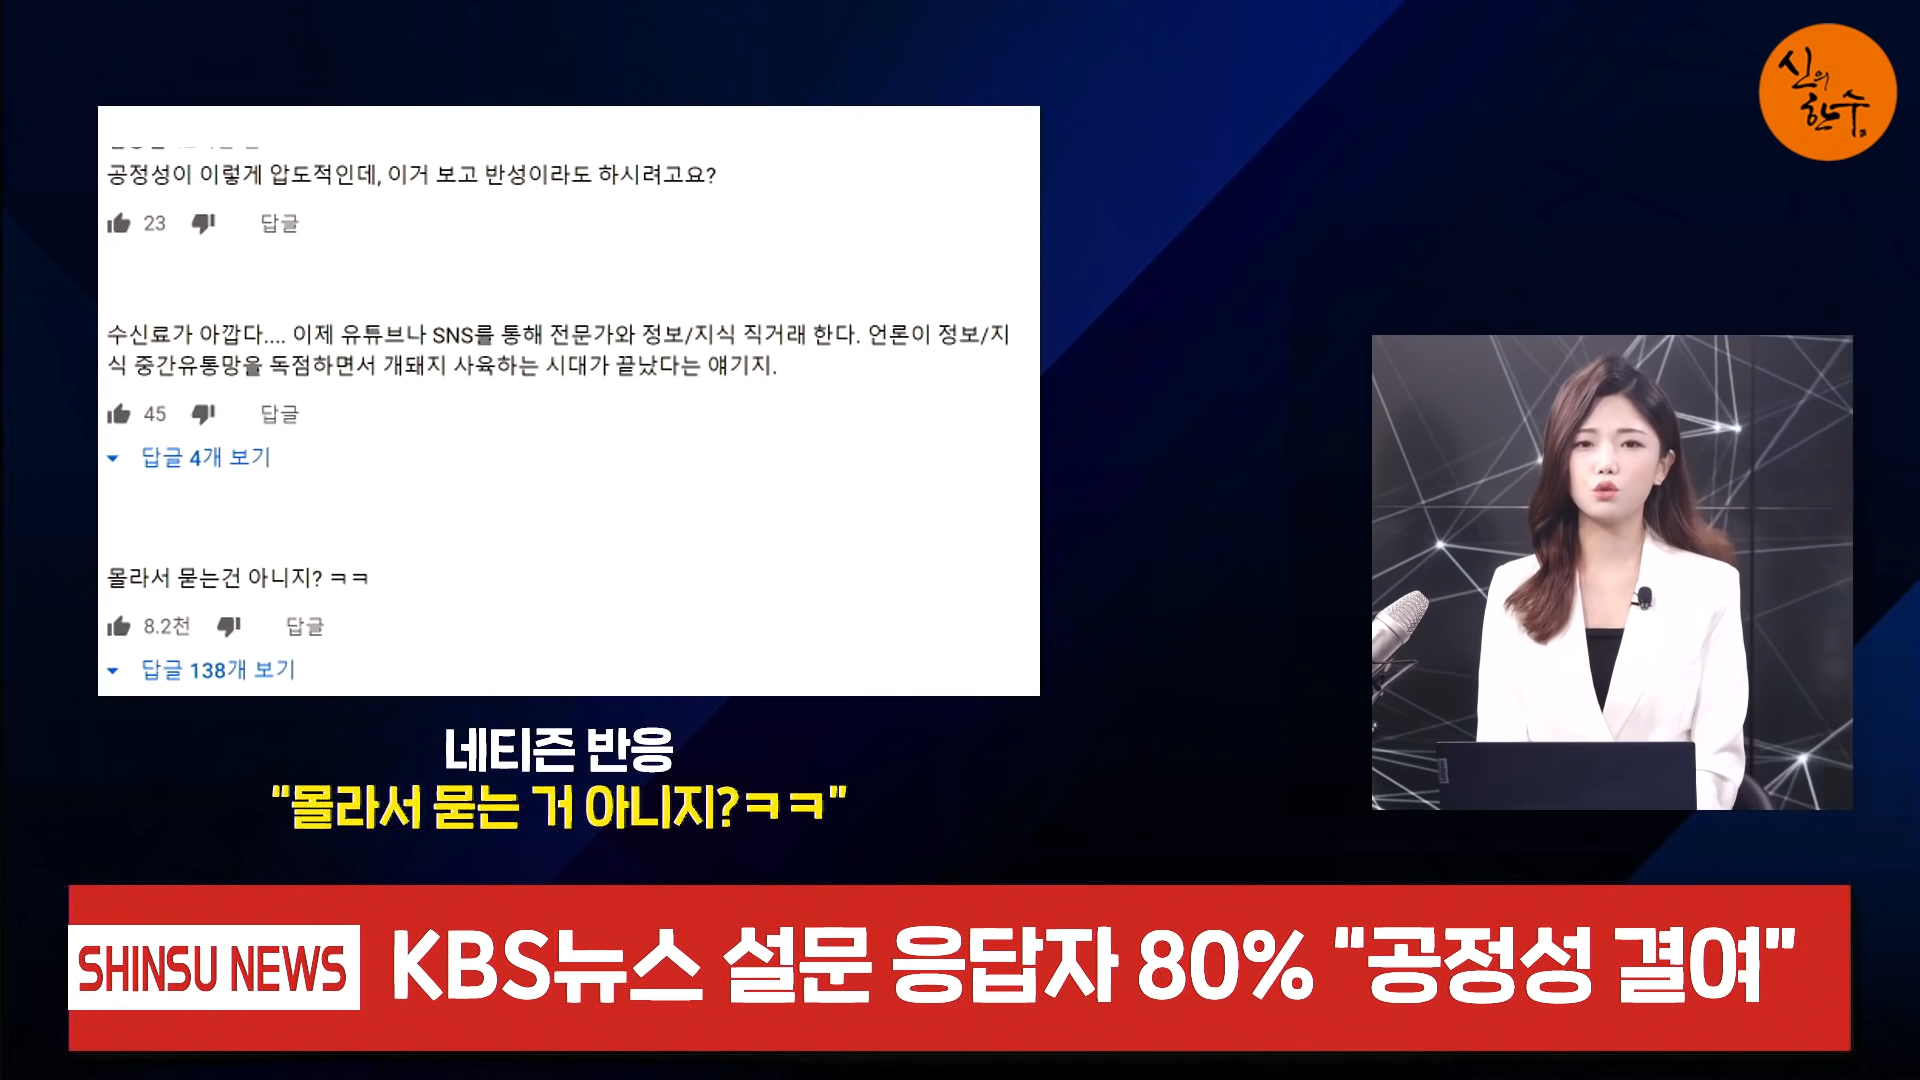 신의
한수
공정성이 이렇게 압도적인데, 이거 보고 반성이라도 하시려고요?
23 답글
수신료가 아깝다.... 이제 유튜브나 SNS를 통해 전문가와 정보/지식 직거래 한다. 언론이 정보/지
식 중간유통망을 독점하면서 개돼지 사육하는 시대가 끝났다는 얘기지.
45 답글
답글 4개 보기
몰라서 묻는건 아니지? ㅋㅋ
8.2천 답글
답글 138개 보기
네티즌 반응
"몰라서 묻는 거 아니지?ㅋㅋ"
SHINSU NEWS
KBS뉴스 설문 응답자 80% "공정성 결여"